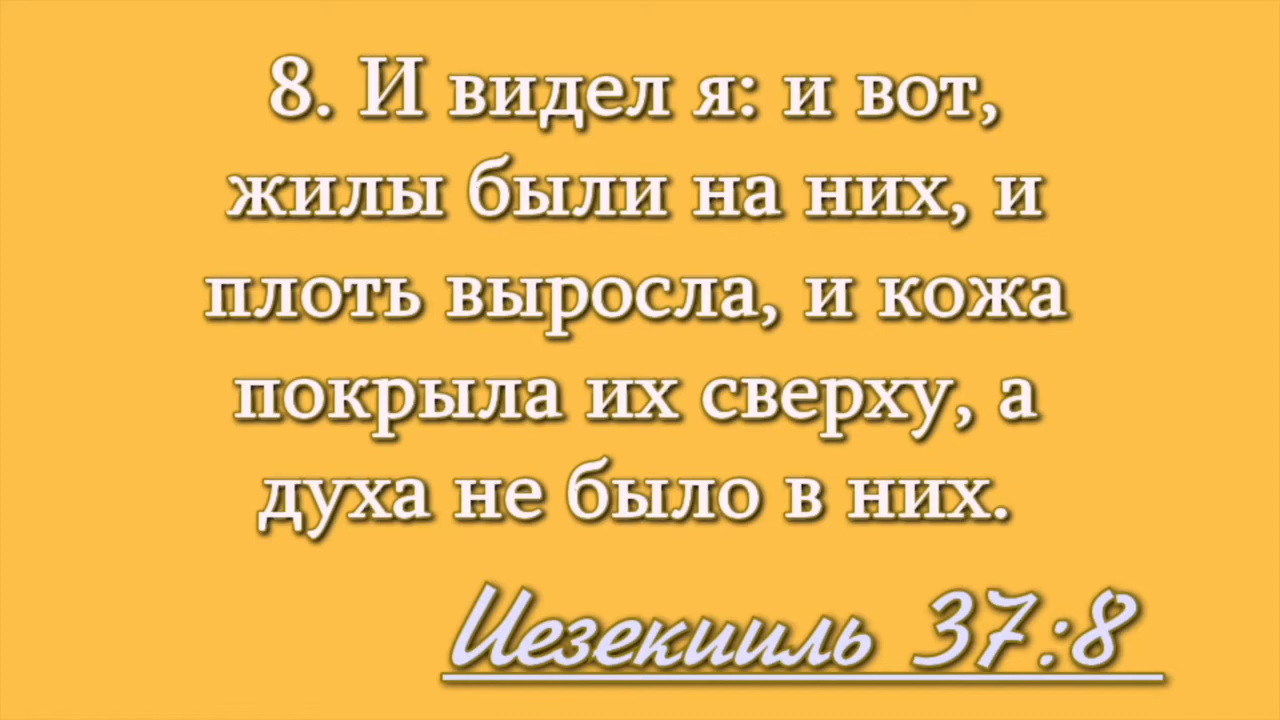 8. И видел я: и вот,
жилы были на них, и
плоть выросла, и кожа
покрыла их сверху, а
духа не было в них.
Иезекииль 37:8